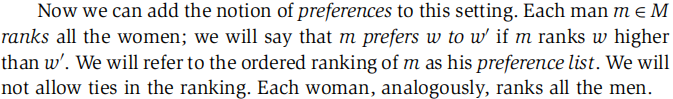 Now we can add the notion of preferences to this setting. Each man m ∈ M
ranks all the women; we will say that m prefers w to w′ if m ranks w higher
than w′. We will refer to the ordered ranking of m as his preference list. We will
not allow ties in the ranking. Each woman, analogously, ranks all the men.